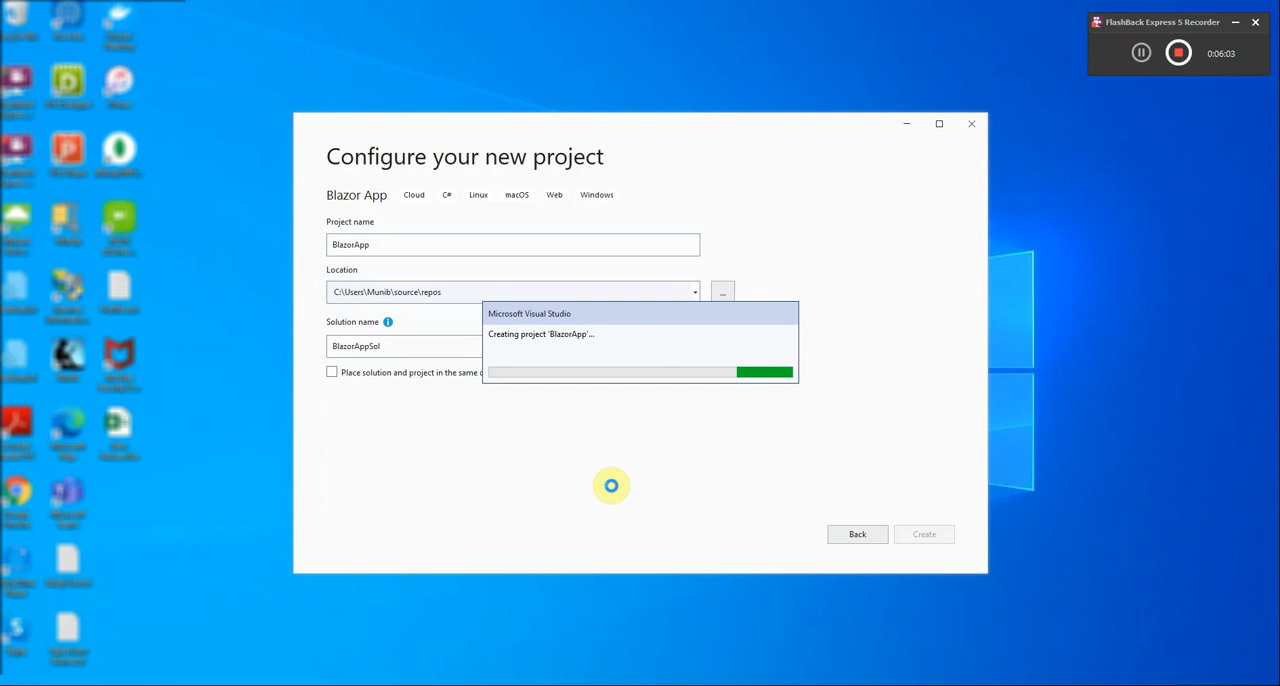 FlashBack Express 5 Recorder
0:06:03
Configure your new project
Blazor App Cloud C# Linux macOS Web Windows
Project name
BlazorApp
Location
C:\Users\Munib\source\repos
...
Solution name
BlazorAppSol
Place solution and project in the same
Microsoft Visual Studio
Creating project 'BlazorApp'...
Back
Create